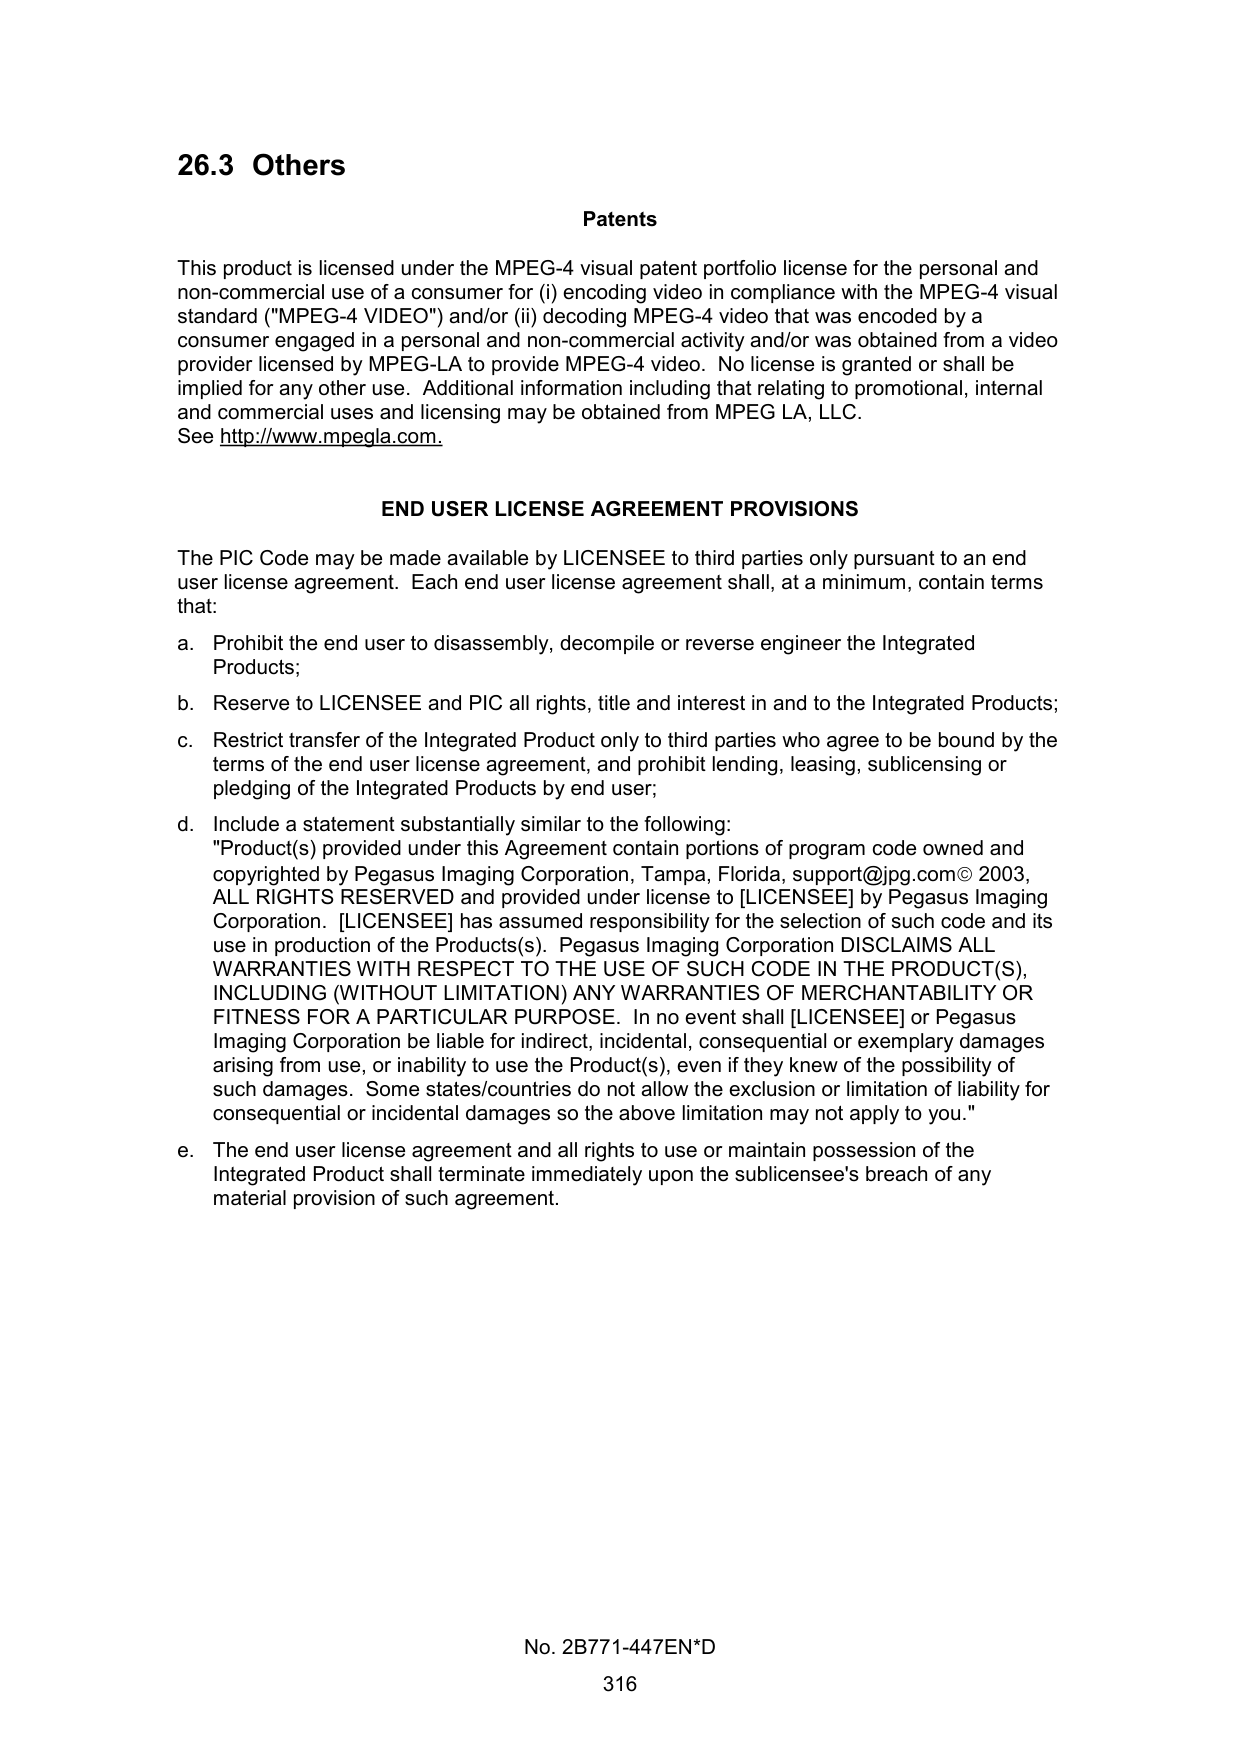 26.3 Others
Patents
This product is licensed under the MPEG-4 visual patent portfolio license for the personal and
non-commercial use of a consumer for (i) encoding video in compliance with the MPEG-4 visual
standard ("MPEG-4 VIDEO") and/or (ii) decoding MPEG-4 video that was encoded by a
consumer engaged in a personal and non-commercial activity and/or was obtained from a video
provider licensed by MPEG-LA to provide MPEG-4 video. No license is granted or shall be
implied for any other use. Additional information including that relating to promotional, internal
and commercial uses and licensing may be obtained from MPEG LA, LLC.
See http://www.mpegla.com.
END USER LICENSE AGREEMENT PROVISIONS
The PIC Code may be made available by LICENSEE to third parties only pursuant to an end
user license agreement. Each end user license agreement shall, at a minimum, contain terms
that:
a. Prohibit the end user to disassembly, decompile or reverse engineer the Integrated
Products;
b. Reserve to LICENSEE and PIC all rights, title and interest in and to the Integrated Products;
c. Restrict transfer of the Integrated Product only to third parties who agree to be bound by the
terms of the end user license agreement, and prohibit lending, leasing, sublicensing or
pledging of the Integrated Products by end user;
d. Include a statement substantially similar to the following:
"Product(s) provided under this Agreement contain portions of program code owned and
copyrighted by Pegasus Imaging Corporation, Tampa, Florida, support@jpg.com© 2003,
ALL RIGHTS RESERVED and provided under license to [LICENSEE] by Pegasus Imaging
Corporation. [LICENSEE] has assumed responsibility for the selection of such code and its
use in production of the Products(s). Pegasus Imaging Corporation DISCLAIMS ALL
WARRANTIES WITH RESPECT TO THE USE OF SUCH CODE IN THE PRODUCT(S),
INCLUDING (WITHOUT LIMITATION) ANY WARRANTIES OF MERCHANTABILITY OR
FITNESS FOR A PARTICULAR PURPOSE. In no event shall [LICENSEE] or Pegasus
Imaging Corporation be liable for indirect, incidental, consequential or exemplary damages
arising from use, or inability to use the Product(s), even if they knew of the possibility of
such damages. Some states/countries do not allow the exclusion or limitation of liability for
consequential or incidental damages so the above limitation may not apply to you."
e. The end user license agreement and all rights to use or maintain possession of the
Integrated Product shall terminate immediately upon the sublicensee's breach of any
material provision of such agreement.
No. 2B771-447EN*D
316